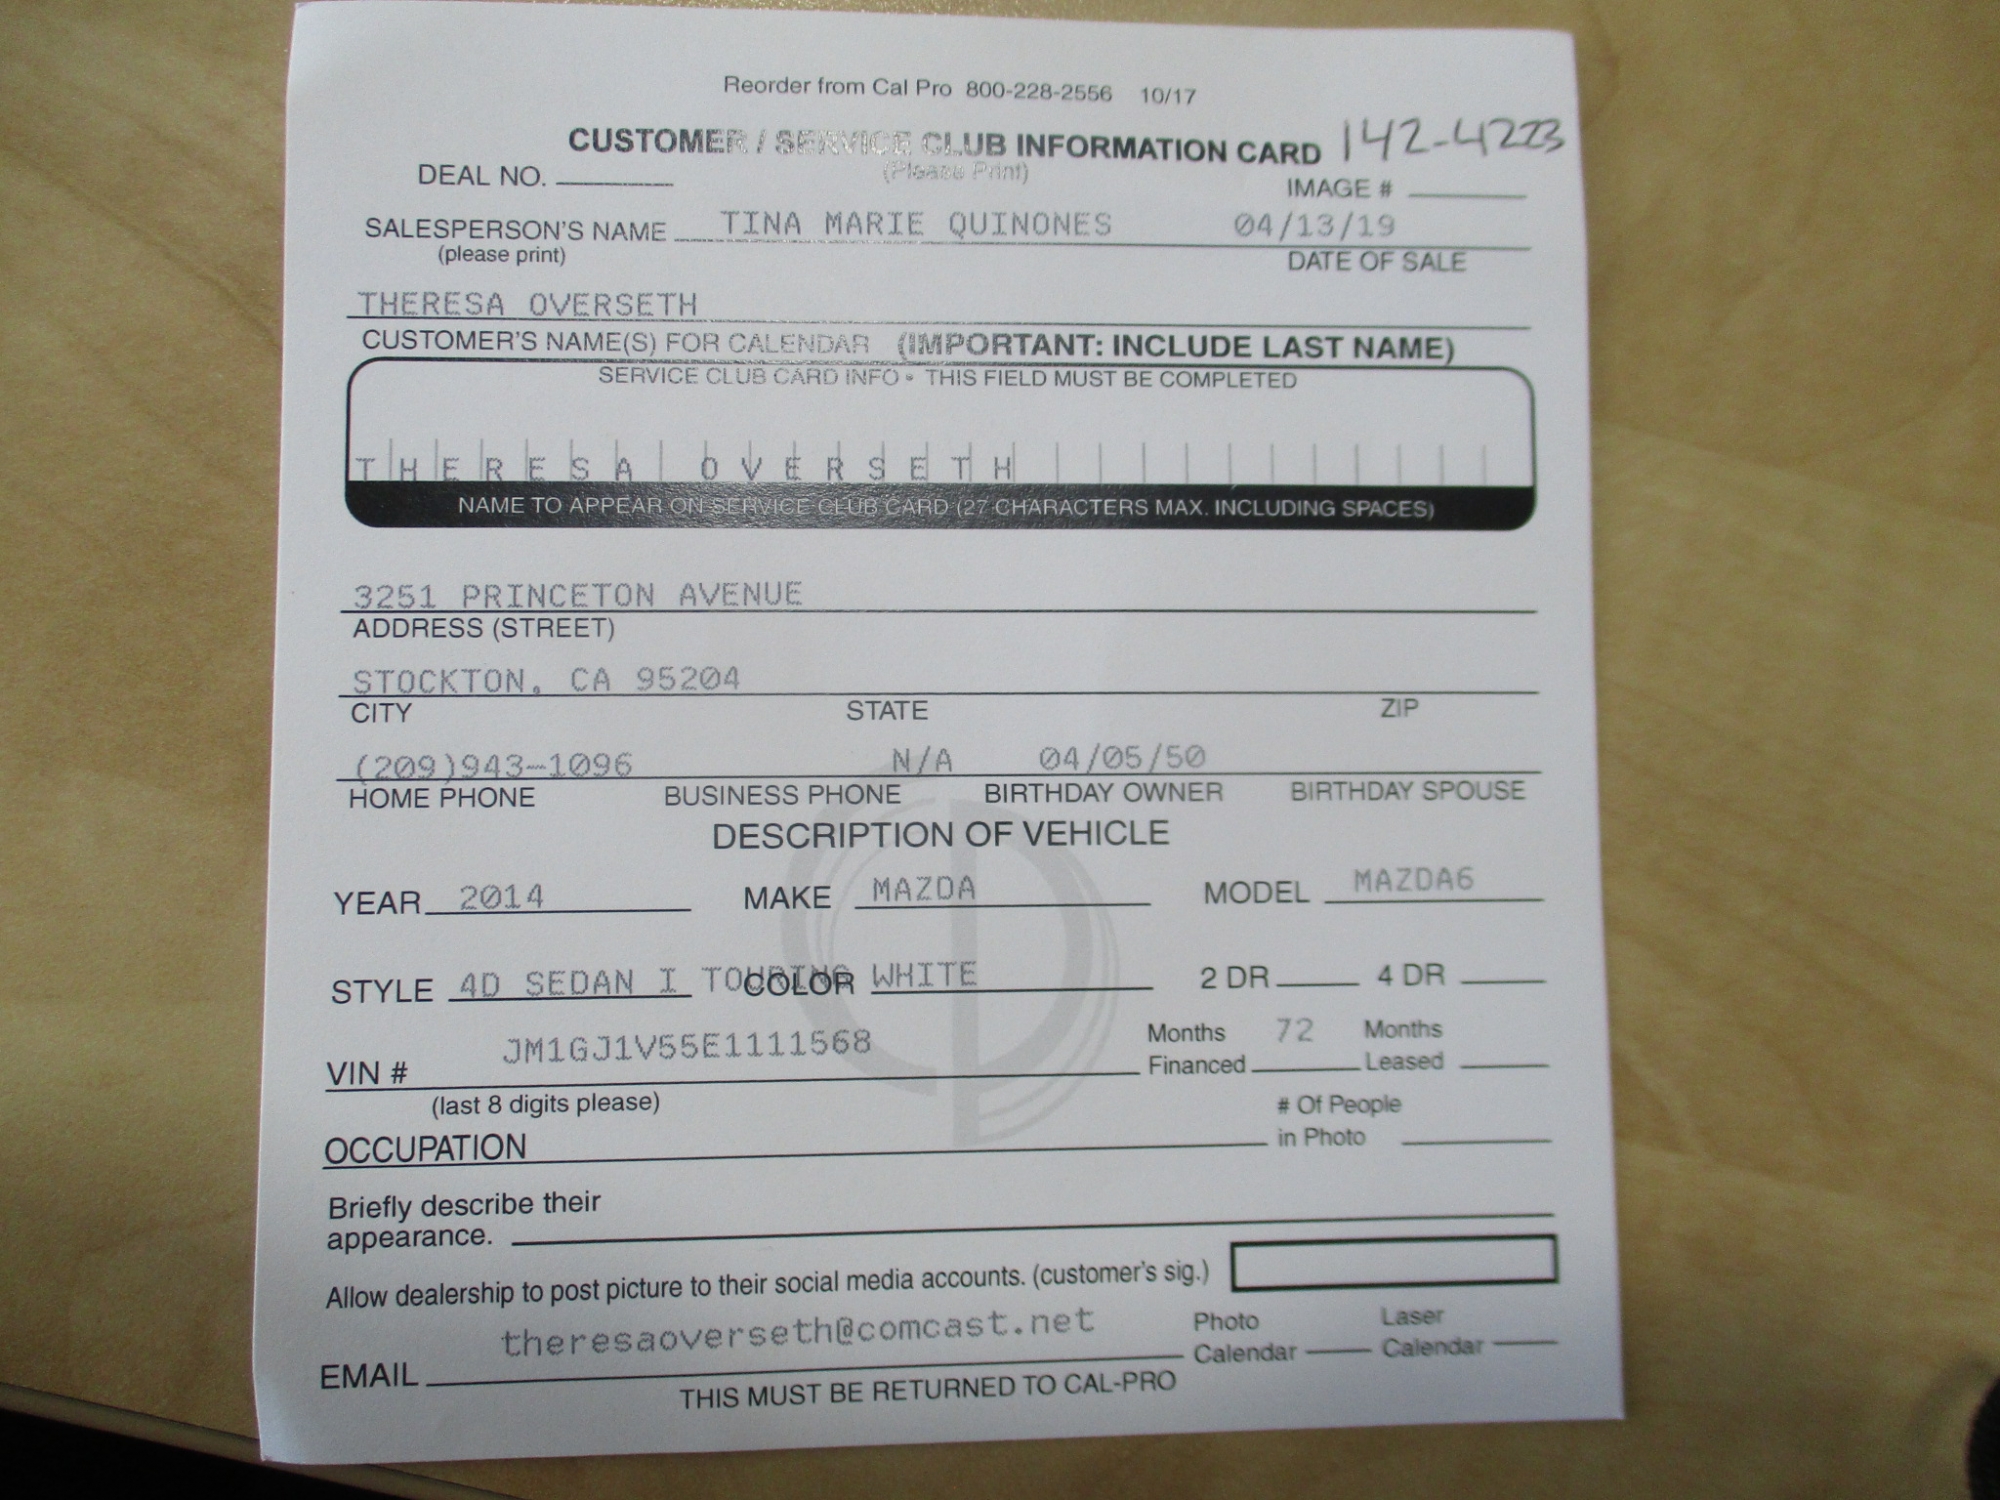 Reorder from Cal Pro 800-228-2556 10/17
CUSTOMER / SERVICE CLUB INFORMATION CARD 142-4223
(Please Print)
DEAL NO. IMAGE #
SALESPERSON'S NAME TINA MARIE QUINONES 04/13/19
(please print) DATE OF SALE
THERESA OVERSETH
CUSTOMER'S NAME(S) FOR CALENDAR (IMPORTANT: INCLUDE LAST NAME)
SERVICE CLUB CARD INFO • THIS FIELD MUST BE COMPLETED
THERESA OVERSETH
NAME TO APPEAR ON SERVICE CLUB CARD (27 CHARACTERS MAX. INCLUDING SPACES)
3251 PRINCETON AVENUE
ADDRESS (STREET)
STOCKTON, CA 95204
CITY STATE ZIP
(209)943-1096 N/A 04/05/50
HOME PHONE BUSINESS PHONE BIRTHDAY OWNER BIRTHDAY SPOUSE
DESCRIPTION OF VEHICLE
YEAR 2014 MAKE MAZDA MODEL MAZDA6
STYLE 4D SEDAN I TOURING COLOR WHITE 2 DR 4 DR
VIN # JM1GJ1V55E1111568 Months Financed 72 Months Leased
(last 8 digits please) # Of People in Photo
OCCUPATION
Briefly describe their
appearance.
Allow dealership to post picture to their social media accounts. (customer's sig.)
EMAIL theresaoverseth@comcast.net Photo Calendar Laser Calendar
THIS MUST BE RETURNED TO CAL-PRO